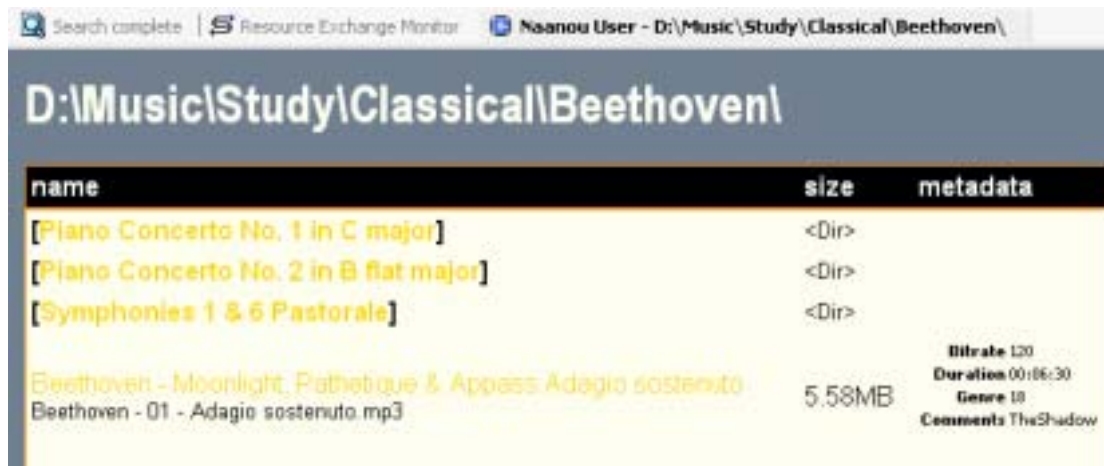 Search complete | Resource Exchange Monitor Naanou User - D:\Music\Study\Classical\Beethoven\
D:\Music\Study\Classical\Beethoven\
name size metadata
[Piano Concerto No. 1 in C major] <Dir>
[Piano Concerto No. 2 in B flat major] <Dir>
[Symphonies 1 & 6 Pastorale] <Dir>
Beethoven - Moonlight, Pathetique & Appass Adagio sostenuto
Beethoven - 01 - Adagio sostenuto.mp3
5.58MB
Bitrate 120
Duration 00:06:30
Genre 18
Comments TheShadow